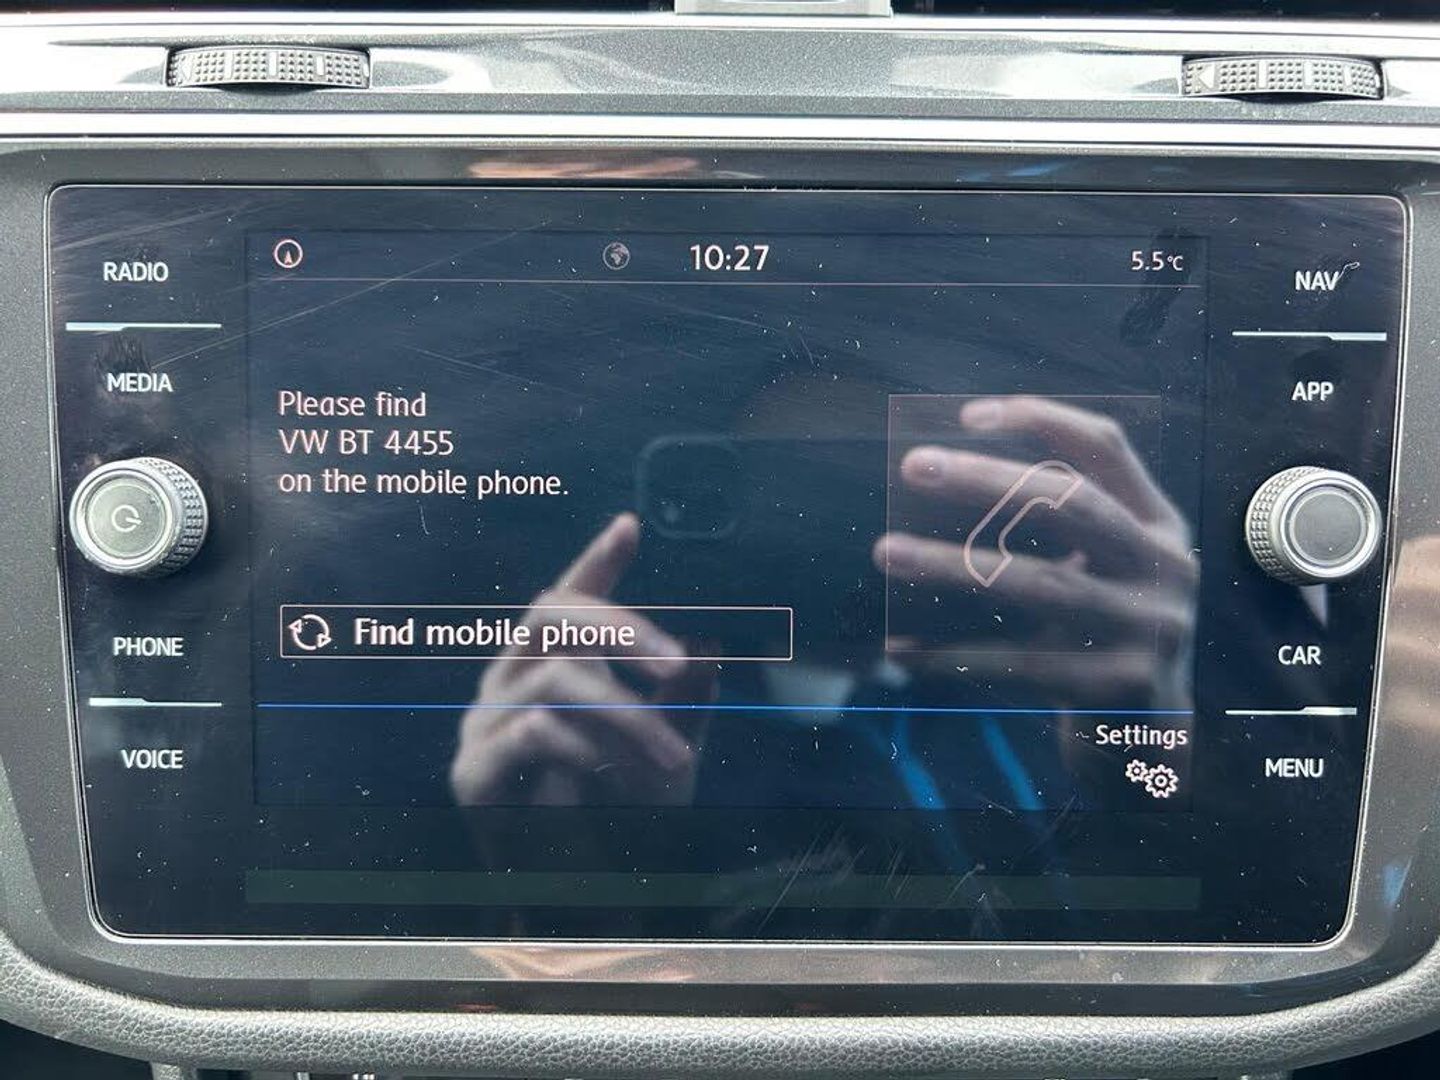 RADIO
10:27
5.5°C
NAV
MEDIA
APP
Please find
VW BT 4455
on the mobile phone.
Find mobile phone
PHONE
CAR
Settings
VOICE
MENU